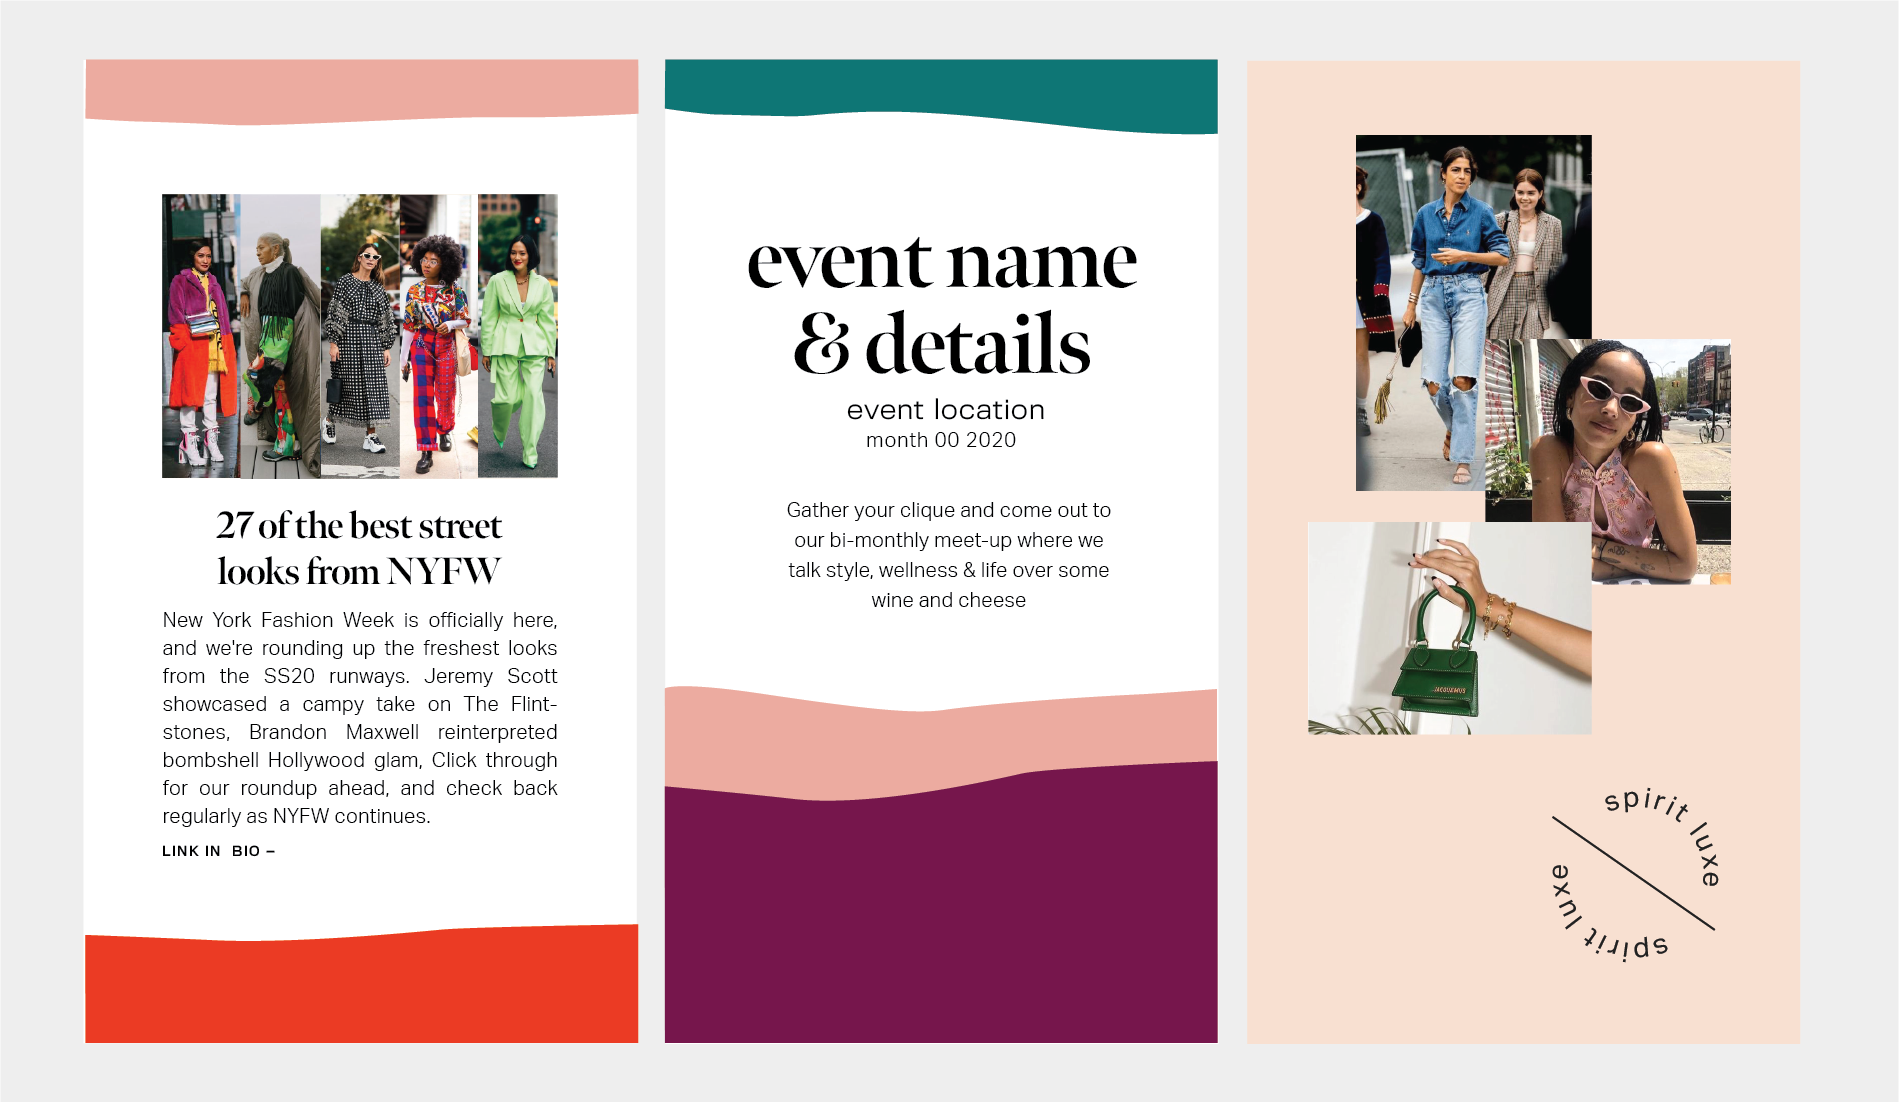 27 of the best street
looks from NYFW
New York Fashion Week is officially here,
and we're rounding up the freshest looks
from the SS20 runways. Jeremy Scott
showcased a campy take on The Flint-
stones, Brandon Maxwell reinterpreted
bombshell Hollywood glam, Click through
for our roundup ahead, and check back
regularly as NYFW continues.
LINK IN BIO –
event name
& details
event location
month 00 2020
Gather your clique and come out to
our bi-monthly meet-up where we
talk style, wellness & life over some
wine and cheese
JACQUEMUS
spirit luxe
spirit luxe